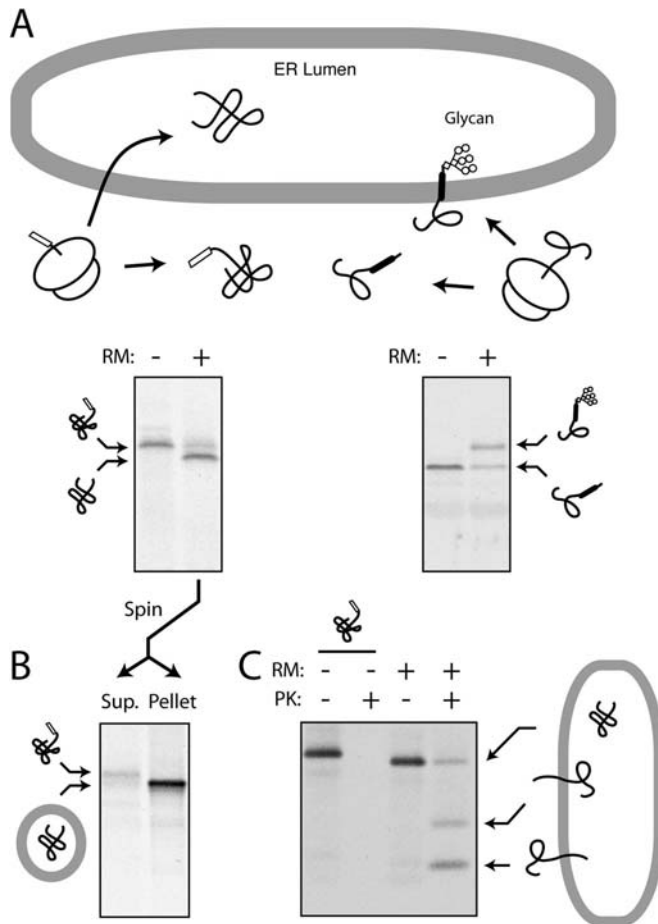 A
ER Lumen
Glycan
RM: - +
RM: - +
Spin
B
Sup. Pellet
C
RM: - - + +
PK: - + - +